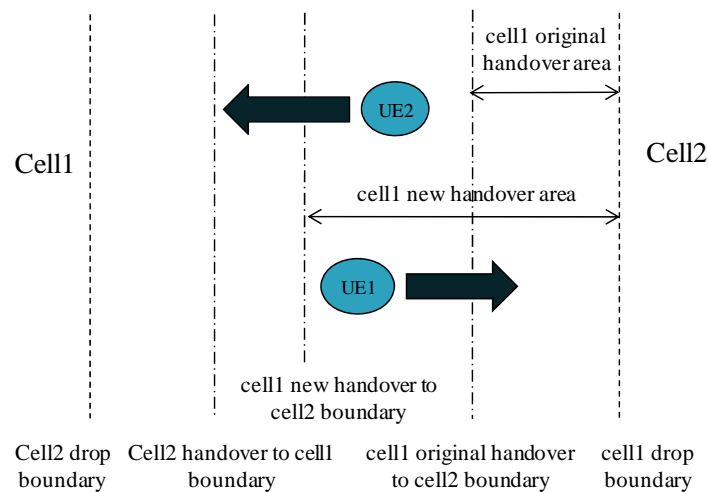 cell1 original
handover area
UE2
Cell1
Cell2
cell1 new handover area
UE1
cell1 new handover to
cell2 boundary
Cell2 drop
boundary
Cell2 handover to cell1
boundary
cell1 original handover
to cell2 boundary
cell1 drop
boundary